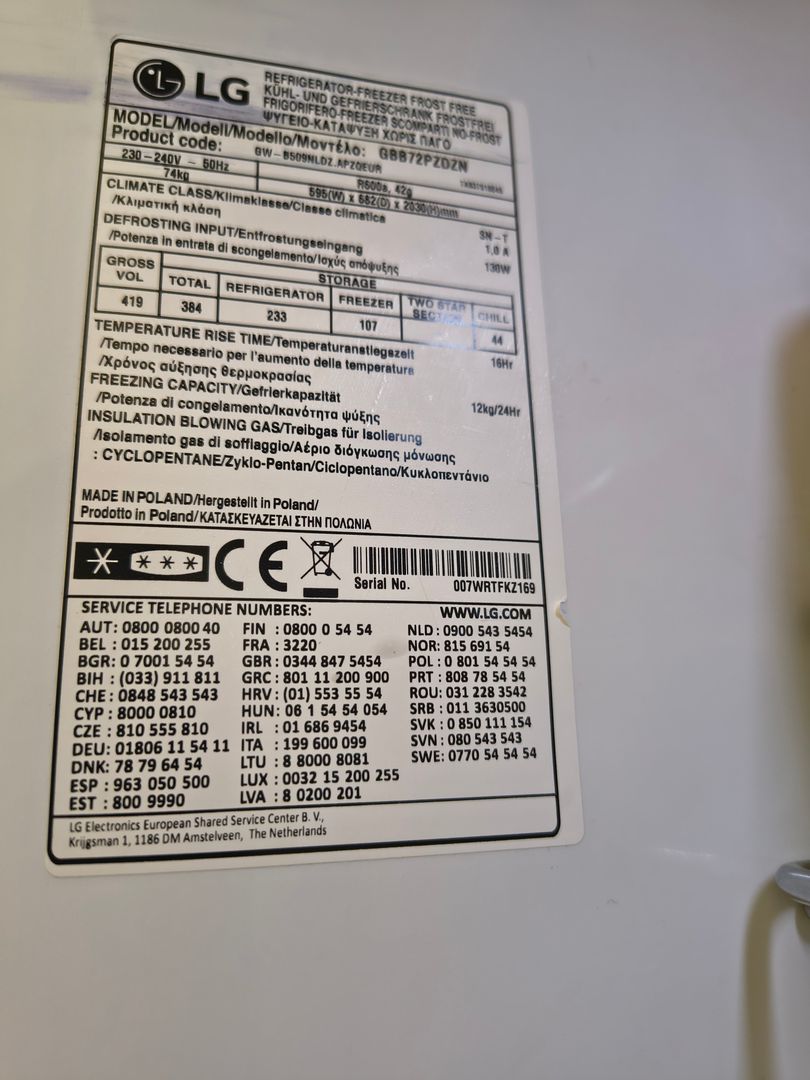 LG
REFRIGERATOR-FREEZER FROST FREE
KÜHL- UND GEFRIERSCHRANK FROSTFREI
FRIGORIFERO-FREEZER SCOMPARTI NO-FROST
ΨΥΓΕΙΟ-ΚΑΤΑΨΥΞΗ ΧΩΡΙΣ ΠΑΓΟ
MODEL/Modell/Modello/Μοντέλο: GBB72PZDZN
Product code: GW-B509NLDZ.APZQEUR
230-240V ~ 50Hz R600a, 42g
74kg 595(W) x 682(D) x 2030(H)mm
CLIMATE CLASS/Klimaklasse/Classe climatica
/Κλιματική κλάση SN-T
1,0 A
DEFROSTING INPUT/Entfrostungseingang
/Potenza in entrata di scongelamento/Ισχύς απόψυξης 130W
GROSS VOL STORAGE
TOTAL REFRIGERATOR FREEZER TWO STAR SECTION CHILL
419 384 233 107 44
TEMPERATURE RISE TIME/Temperaturanstiegszeit
/Tempo necessario per l'aumento della temperature 16Hr
/Χρόνος αύξησης θερμοκρασίας
FREEZING CAPACITY/Gefrierkapazität
/Potenza di congelamento/Ικανότητα ψύξης 12kg/24Hr
INSULATION BLOWING GAS/Treibgas für Isolierung
/Isolamento gas di soffiaggio/Αέριο διόγκωσης μόνωσης
: CYCLOPENTANE/Zyklo-Pentan/Ciclopentano/Κυκλοπεντάνιο
MADE IN POLAND/Hergestellt in Poland/
Prodotto in Poland/ΚΑΤΑΣΚΕΥΑΖΕΤΑΙ ΣΤΗΝ ΠΟΛΩΝΙΑ
CE
Serial No. 007WRTFKZ169
SERVICE TELEPHONE NUMBERS: WWW.LG.COM
AUT: 0800 0800 40 FIN : 0800 0 54 54 NLD: 0900 543 5454
BEL : 015 200 255 FRA : 3220 NOR: 815 691 54
BGR: 0 7001 54 54 GBR: 0344 847 5454 POL : 0 801 54 54 54
BIH : (033) 911 811 GRC: 801 11 200 900 PRT : 808 78 54 54
CHE: 0848 543 543 HRV: (01) 553 55 54 ROU: 031 228 3542
CYP : 8000 0810 HUN: 06 1 54 54 054 SRB : 011 3630500
CZE : 810 555 810 IRL : 01 686 9454 SVK : 0 850 111 154
DEU: 01806 11 54 11 ITA : 199 600 099 SVN : 080 543 543
DNK: 78 79 64 54 LTU : 8 8000 8081 SWE: 0770 54 54 54
ESP : 963 050 500 LUX : 0032 15 200 255
EST : 800 9990 LVA : 8 0200 201
LG Electronics European Shared Service Center B. V.,
Krijgsman 1, 1186 DM Amstelveen, The Netherlands